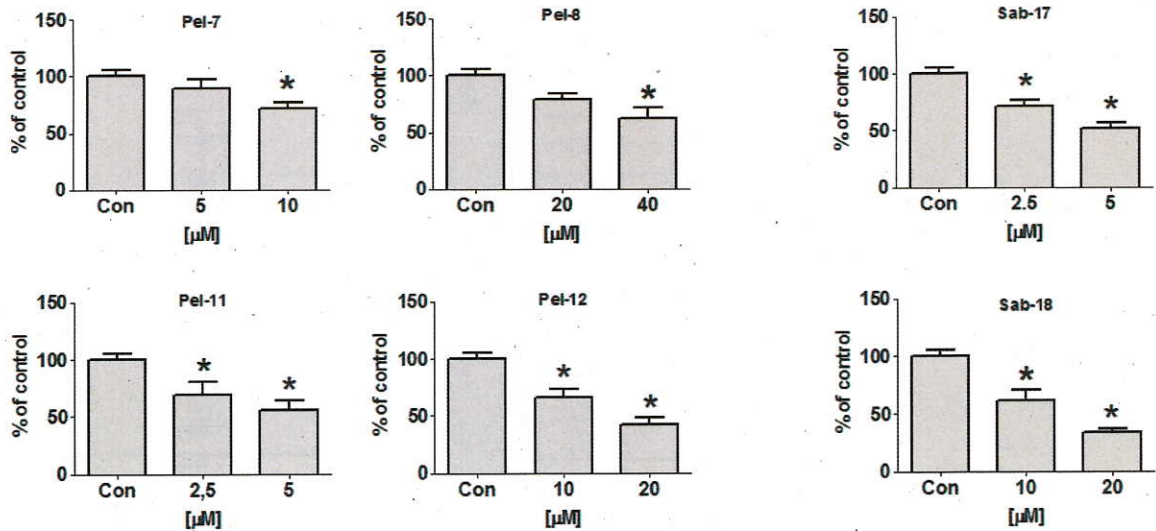 Pel-7
% of control
150
100
50
0
*
Con 5 10
[µM]
Pel-8
% of control
150
100
50
0
*
Con 20 40
[µM]
Sab-17
% of control
150
100
50
0
* *
Con 2.5 5
[µM]
Pel-11
% of control
150
100
50
0
* *
Con 2,5 5
[µM]
Pel-12
% of control
150
100
50
0
* *
Con 10 20
[µM]
Sab-18
% of control
150
100
50
0
* *
Con 10 20
[µM]